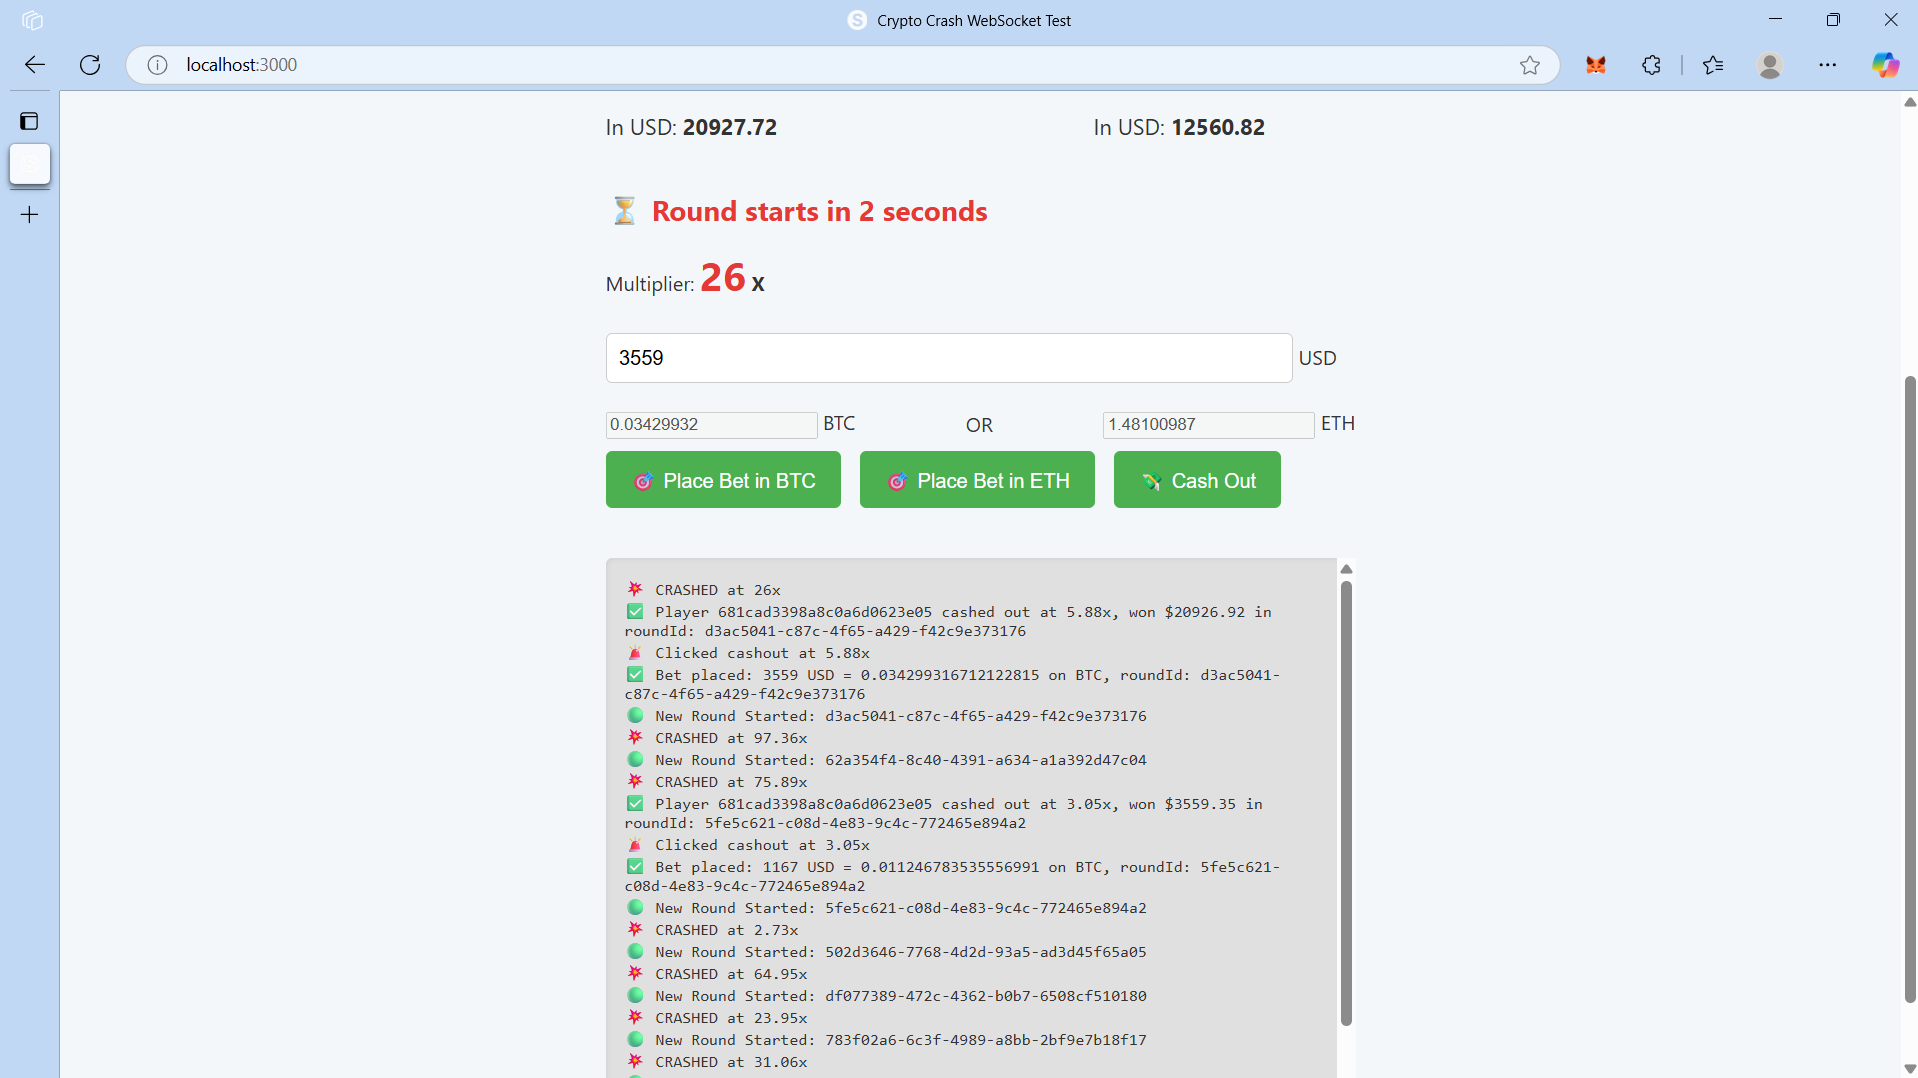 Crypto Crash WebSocket Test
localhost:3000
In USD: 20927.72
In USD: 12560.82
⏳ Round starts in 2 seconds
Multiplier: 26 x
3559 USD
0.03429932 BTC OR 1.48100987 ETH
🎯 Place Bet in BTC 🎯 Place Bet in ETH 💸 Cash Out
💥 CRASHED at 26x
✅ Player 681cad3398a8c0a6d0623e05 cashed out at 5.88x, won $20926.92 in
roundId: d3ac5041-c87c-4f65-a429-f42c9e373176
🚨 Clicked cashout at 5.88x
✅ Bet placed: 3559 USD = 0.034299316712122815 on BTC, roundId: d3ac5041-
c87c-4f65-a429-f42c9e373176
🟢 New Round Started: d3ac5041-c87c-4f65-a429-f42c9e373176
💥 CRASHED at 97.36x
🟢 New Round Started: 62a354f4-8c40-4391-a634-a1a392d47c04
💥 CRASHED at 75.89x
✅ Player 681cad3398a8c0a6d0623e05 cashed out at 3.05x, won $3559.35 in
roundId: 5fe5c621-c08d-4e83-9c4c-772465e894a2
🚨 Clicked cashout at 3.05x
✅ Bet placed: 1167 USD = 0.011246783535556991 on BTC, roundId: 5fe5c621-
c08d-4e83-9c4c-772465e894a2
🟢 New Round Started: 5fe5c621-c08d-4e83-9c4c-772465e894a2
💥 CRASHED at 2.73x
🟢 New Round Started: 502d3646-7768-4d2d-93a5-ad3d45f65a05
💥 CRASHED at 64.95x
🟢 New Round Started: df077389-472c-4362-b0b7-6508cf510180
💥 CRASHED at 23.95x
🟢 New Round Started: 783f02a6-6c3f-4989-a8bb-2bf9e7b18f17
💥 CRASHED at 31.06x